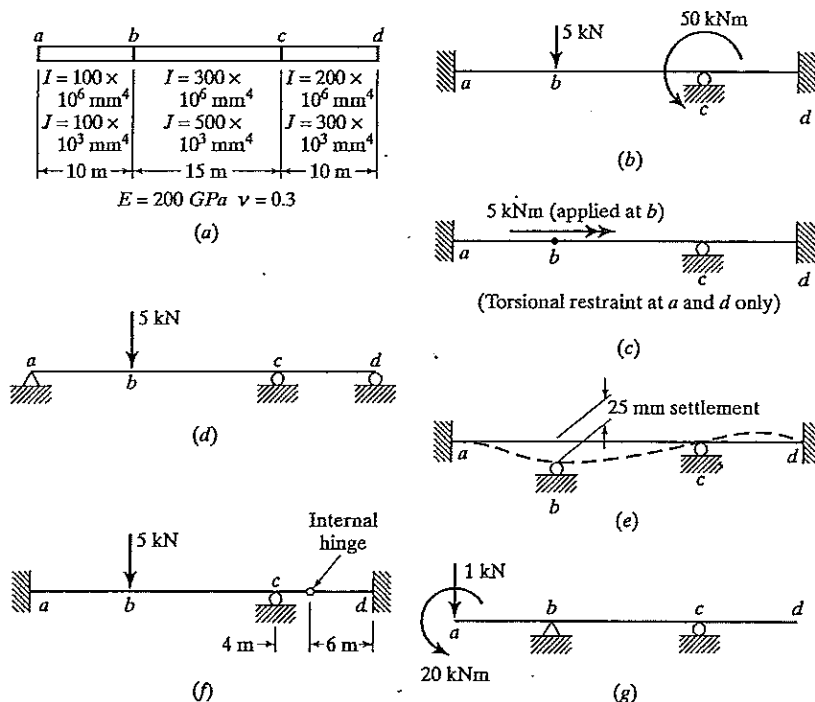 a b c d
I = 100 × 10⁶ mm⁴
I = 300 × 10⁶ mm⁴
I = 200 × 10⁶ mm⁴
J = 100 × 10³ mm⁴
J = 500 × 10³ mm⁴
J = 300 × 10³ mm⁴
10 m 15 m 10 m
E = 200 GPa ν = 0.3
(a)
50 kNm
5 kN
a b c d
(b)
5 kNm (applied at b)
a b c d
(Torsional restraint at a and d only)
(c)
5 kN
a b c d
(d)
25 mm settlement
a b c d
(e)
Internal
hinge
5 kN
a b c d
4 m 6 m
(f)
1 kN
a b c d
20 kNm
(g)